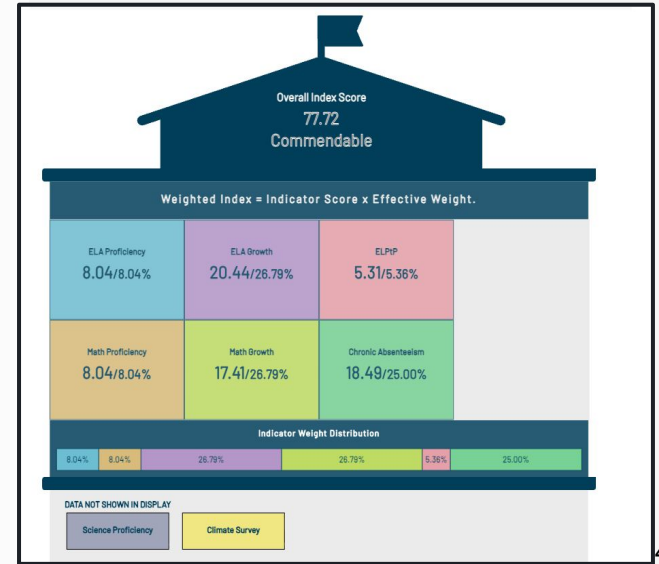 Overall Index Score
77.72
Commendable
Weighted Index = Indicator Score x Effective Weight.
ELA Proficiency
8.04/8.04%
ELA Growth
20.44/26.79%
ELPtP
5.31/5.36%
Math Proficiency
8.04/8.04%
Math Growth
17.41/26.79%
Chronic Absenteeism
18.49/25.00%
Indicator Weight Distribution
8.04% 8.04% 26.79% 26.79% 5.36% 25.00%
DATA NOT SHOWN IN DISPLAY
Science Proficiency
Climate Survey